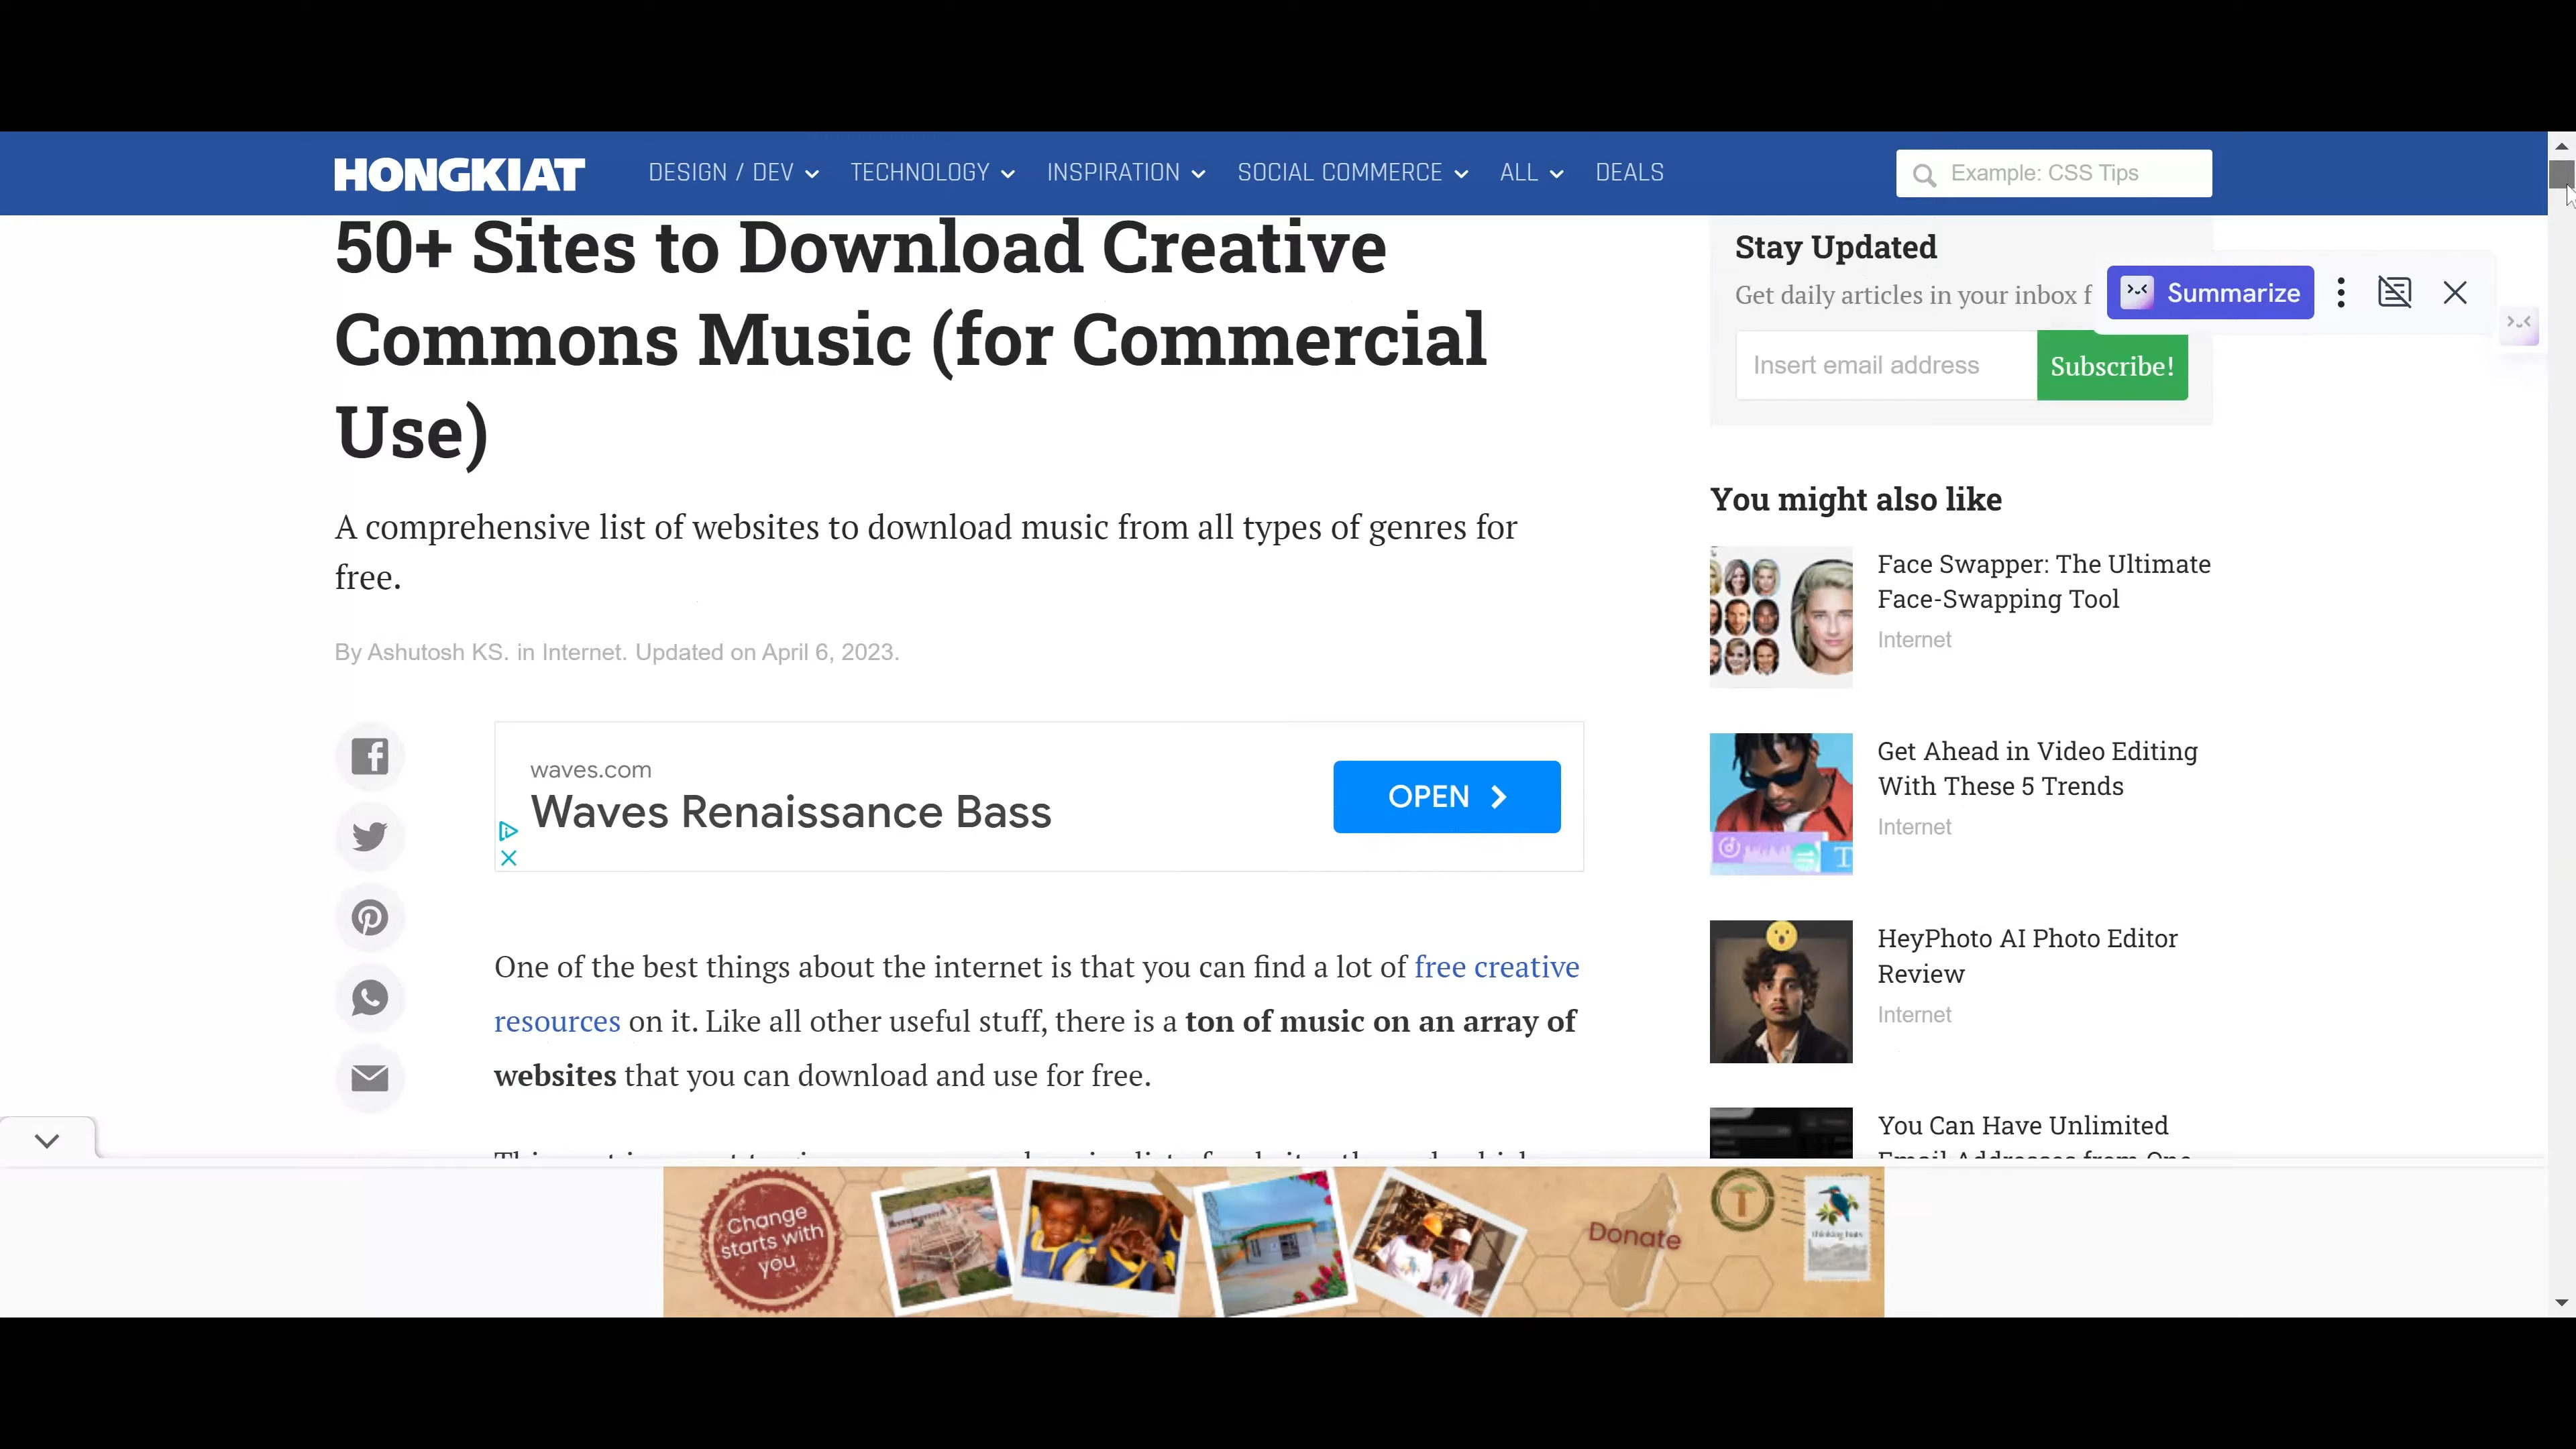 HONGKIAT
DESIGN / DEV
TECHNOLOGY
INSPIRATION
SOCIAL COMMERCE
ALL
DEALS
Example: CSS Tips
50+ Sites to Download Creative
Commons Music (for Commercial
Use)
A comprehensive list of websites to download music from all types of genres for
free.
By Ashutosh KS. in Internet. Updated on April 6, 2023.
waves.com
Waves Renaissance Bass
OPEN
One of the best things about the internet is that you can find a lot of free creative
resources on it. Like all other useful stuff, there is a ton of music on an array of
websites that you can download and use for free.
Stay Updated
Get daily articles in your inbox f
Summarize
Insert email address
Subscribe!
You might also like
Face Swapper: The Ultimate
Face-Swapping Tool
Internet
Get Ahead in Video Editing
With These 5 Trends
Internet
HeyPhoto AI Photo Editor
Review
Internet
You Can Have Unlimited
Email Addresses from One
Change
starts with
you
Donate